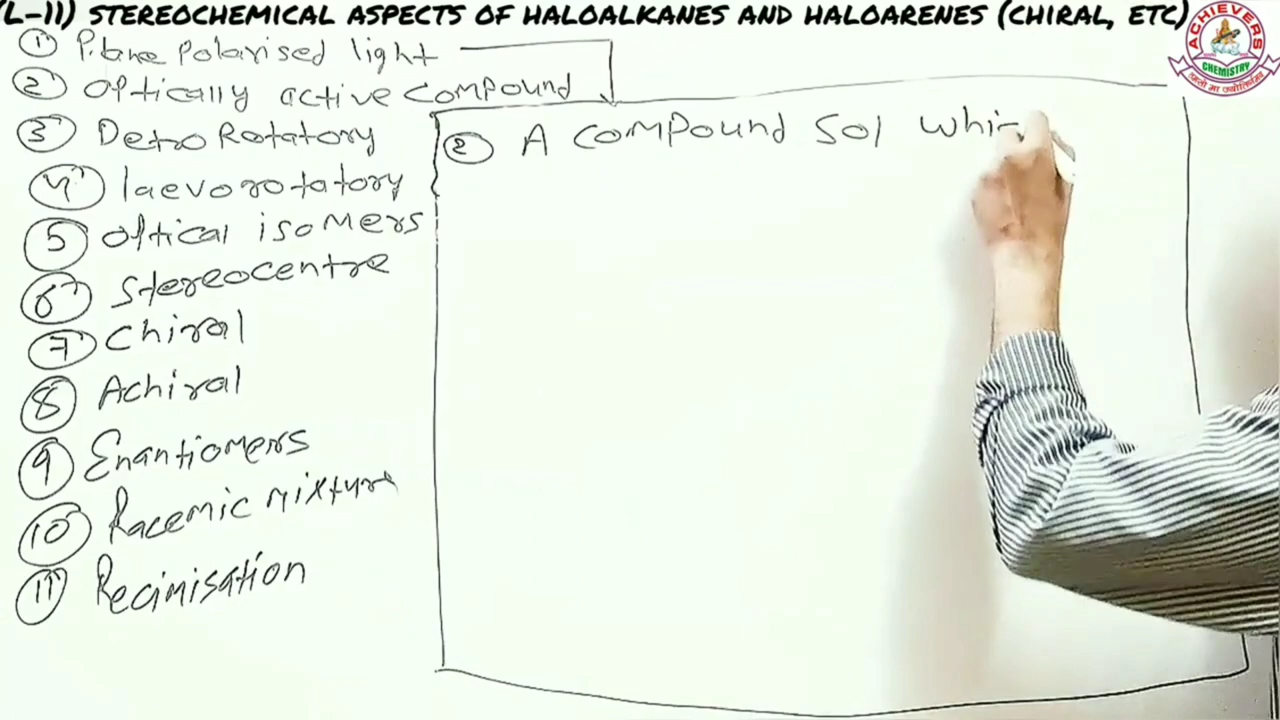 (L-11) STEREOCHEMICAL ASPECTS OF HALOALKANES AND HALOARENES (CHIRAL, ETC)
ACHIEVERS
CHEMISTRY
① Plane polarised light
② Optically active compound
③ Detro Rotatory
④ laevorotatory
⑤ optical isomers
⑥ Stereocentre
⑦ Chiral
⑧ Achiral
⑨ Enantiomers
⑩ Racemic mixture
⑪ Recimisation
② A compound sol whi